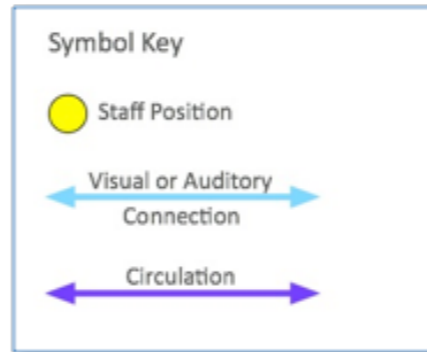 Symbol Key
Staff Position
Visual or Auditory
Connection
Circulation